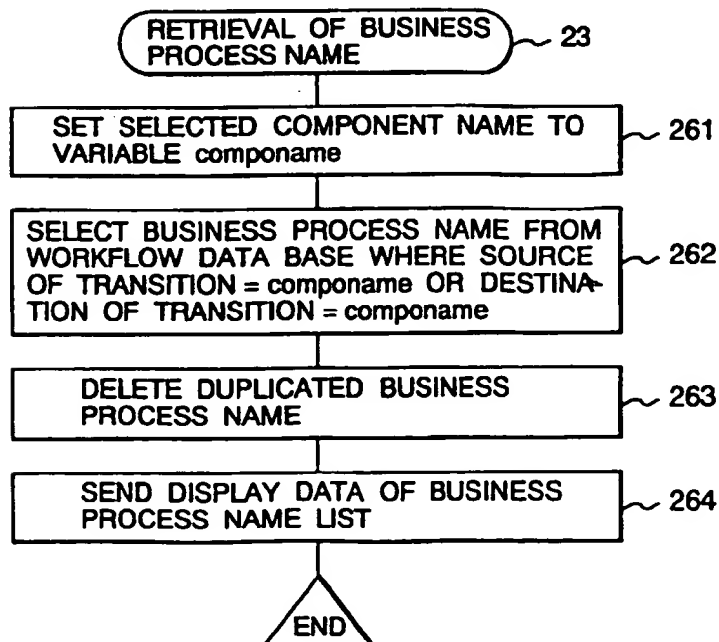 RETRIEVAL OF BUSINESS
PROCESS NAME
23
SET SELECTED COMPONENT NAME TO
VARIABLE componame
261
SELECT BUSINESS PROCESS NAME FROM
WORKFLOW DATA BASE WHERE SOURCE
OF TRANSITION = componame OR DESTINA-
TION OF TRANSITION = componame
262
DELETE DUPLICATED BUSINESS
PROCESS NAME
263
SEND DISPLAY DATA OF BUSINESS
PROCESS NAME LIST
264
END